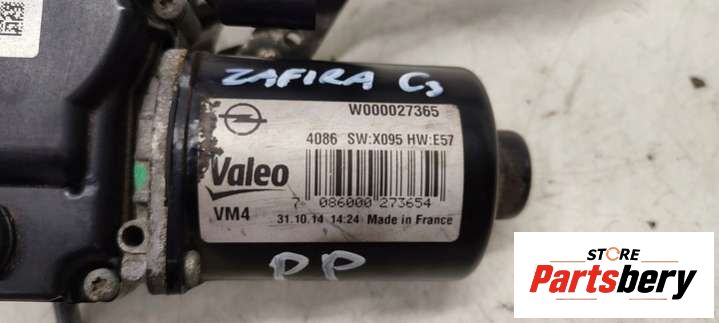 ZAFIRA C
W000027365
4086 SW:X095 HW:E57
Valeo
7 086000 273654
VM4
31.10.14 14:24 Made in France
PP
STORE
Partsbery